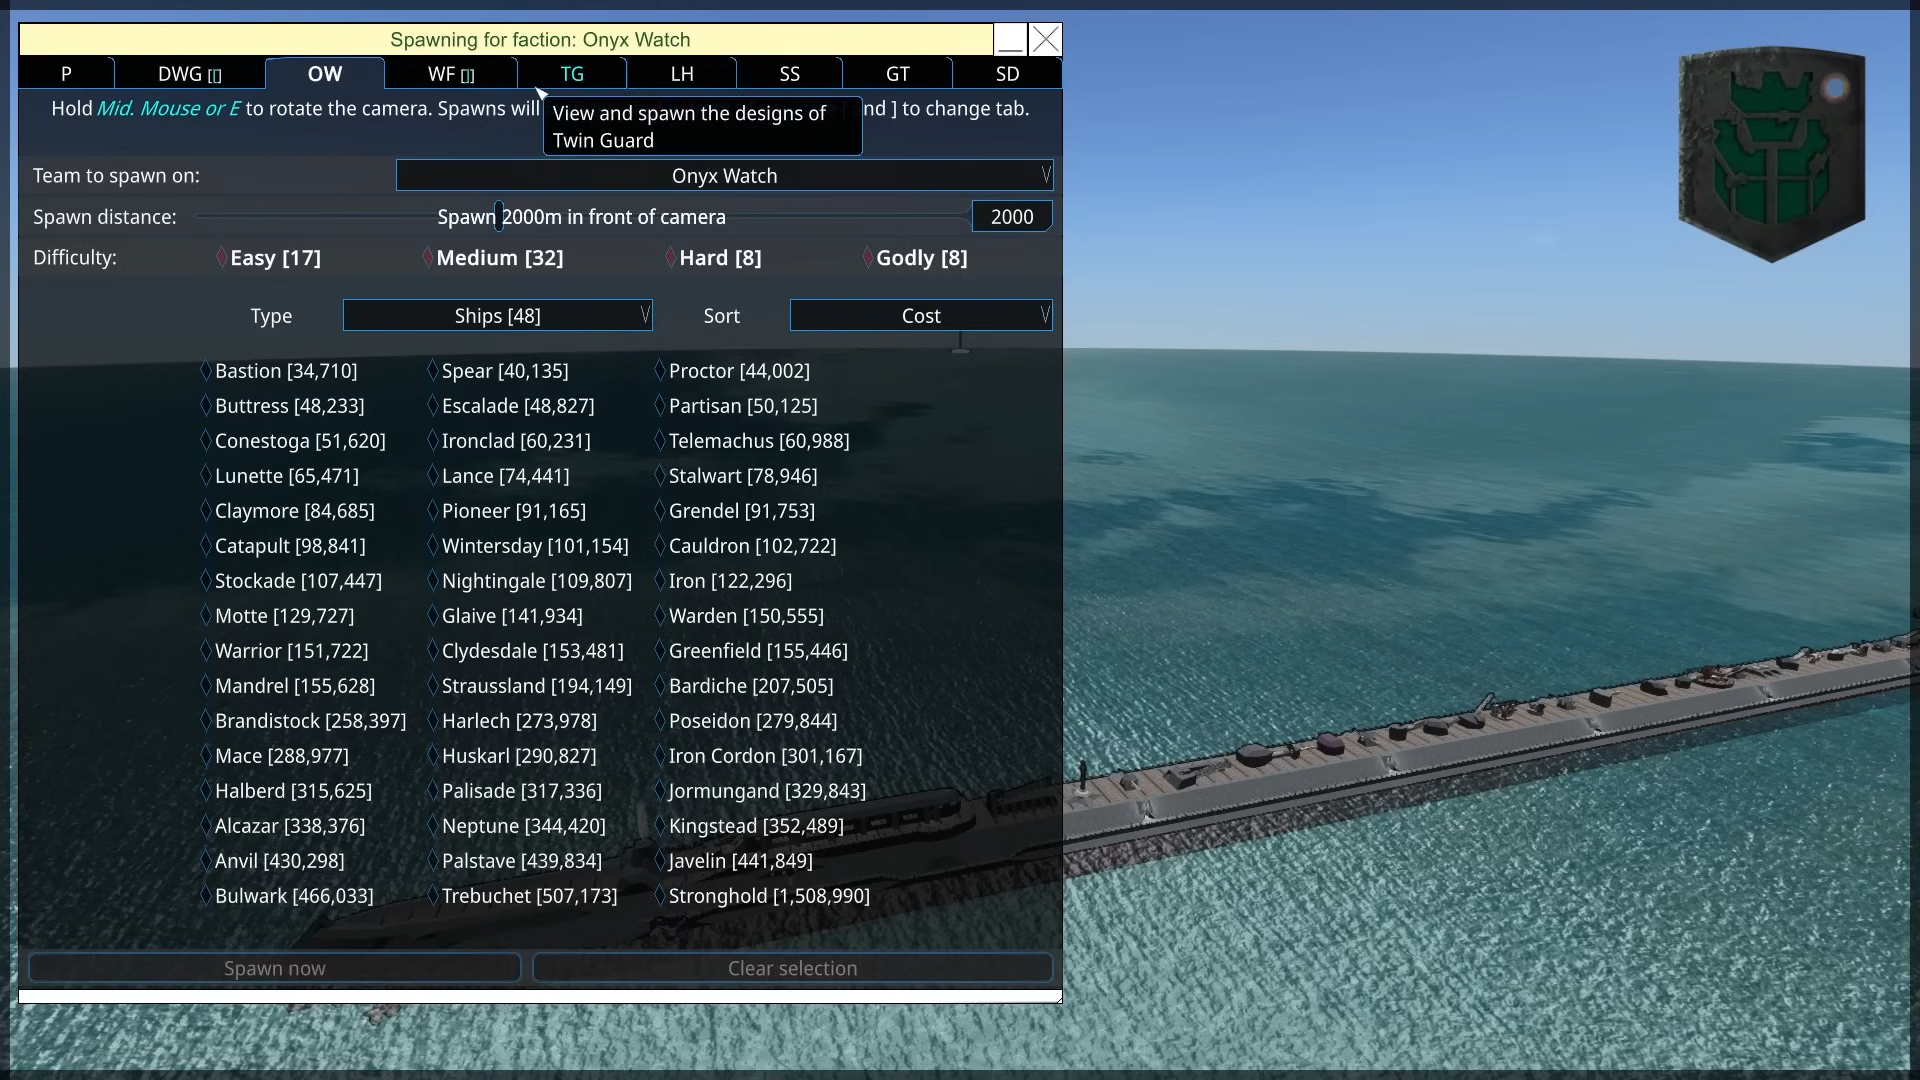 Spawning for faction: Onyx Watch
P DWG [[] OW WF []] TG LH SS GT SD
Hold Mid. Mouse or E to rotate the camera. Spawns will and ] to change tab.
View and spawn the designs of
Twin Guard
Team to spawn on: Onyx Watch
Spawn distance: Spawn 2000m in front of camera 2000
Difficulty: Easy [17] Medium [32] Hard [8] Godly [8]
Type Ships [48] Sort Cost
Bastion [34,710] Spear [40,135] Proctor [44,002]
Buttress [48,233] Escalade [48,827] Partisan [50,125]
Conestoga [51,620] Ironclad [60,231] Telemachus [60,988]
Lunette [65,471] Lance [74,441] Stalwart [78,946]
Claymore [84,685] Pioneer [91,165] Grendel [91,753]
Catapult [98,841] Wintersday [101,154] Cauldron [102,722]
Stockade [107,447] Nightingale [109,807] Iron [122,296]
Motte [129,727] Glaive [141,934] Warden [150,555]
Warrior [151,722] Clydesdale [153,481] Greenfield [155,446]
Mandrel [155,628] Straussland [194,149] Bardiche [207,505]
Brandistock [258,397] Harlech [273,978] Poseidon [279,844]
Mace [288,977] Huskarl [290,827] Iron Cordon [301,167]
Halberd [315,625] Palisade [317,336] Jormungand [329,843]
Alcazar [338,376] Neptune [344,420] Kingstead [352,489]
Anvil [430,298] Palstave [439,834] Javelin [441,849]
Bulwark [466,033] Trebuchet [507,173] Stronghold [1,508,990]
Spawn now Clear selection